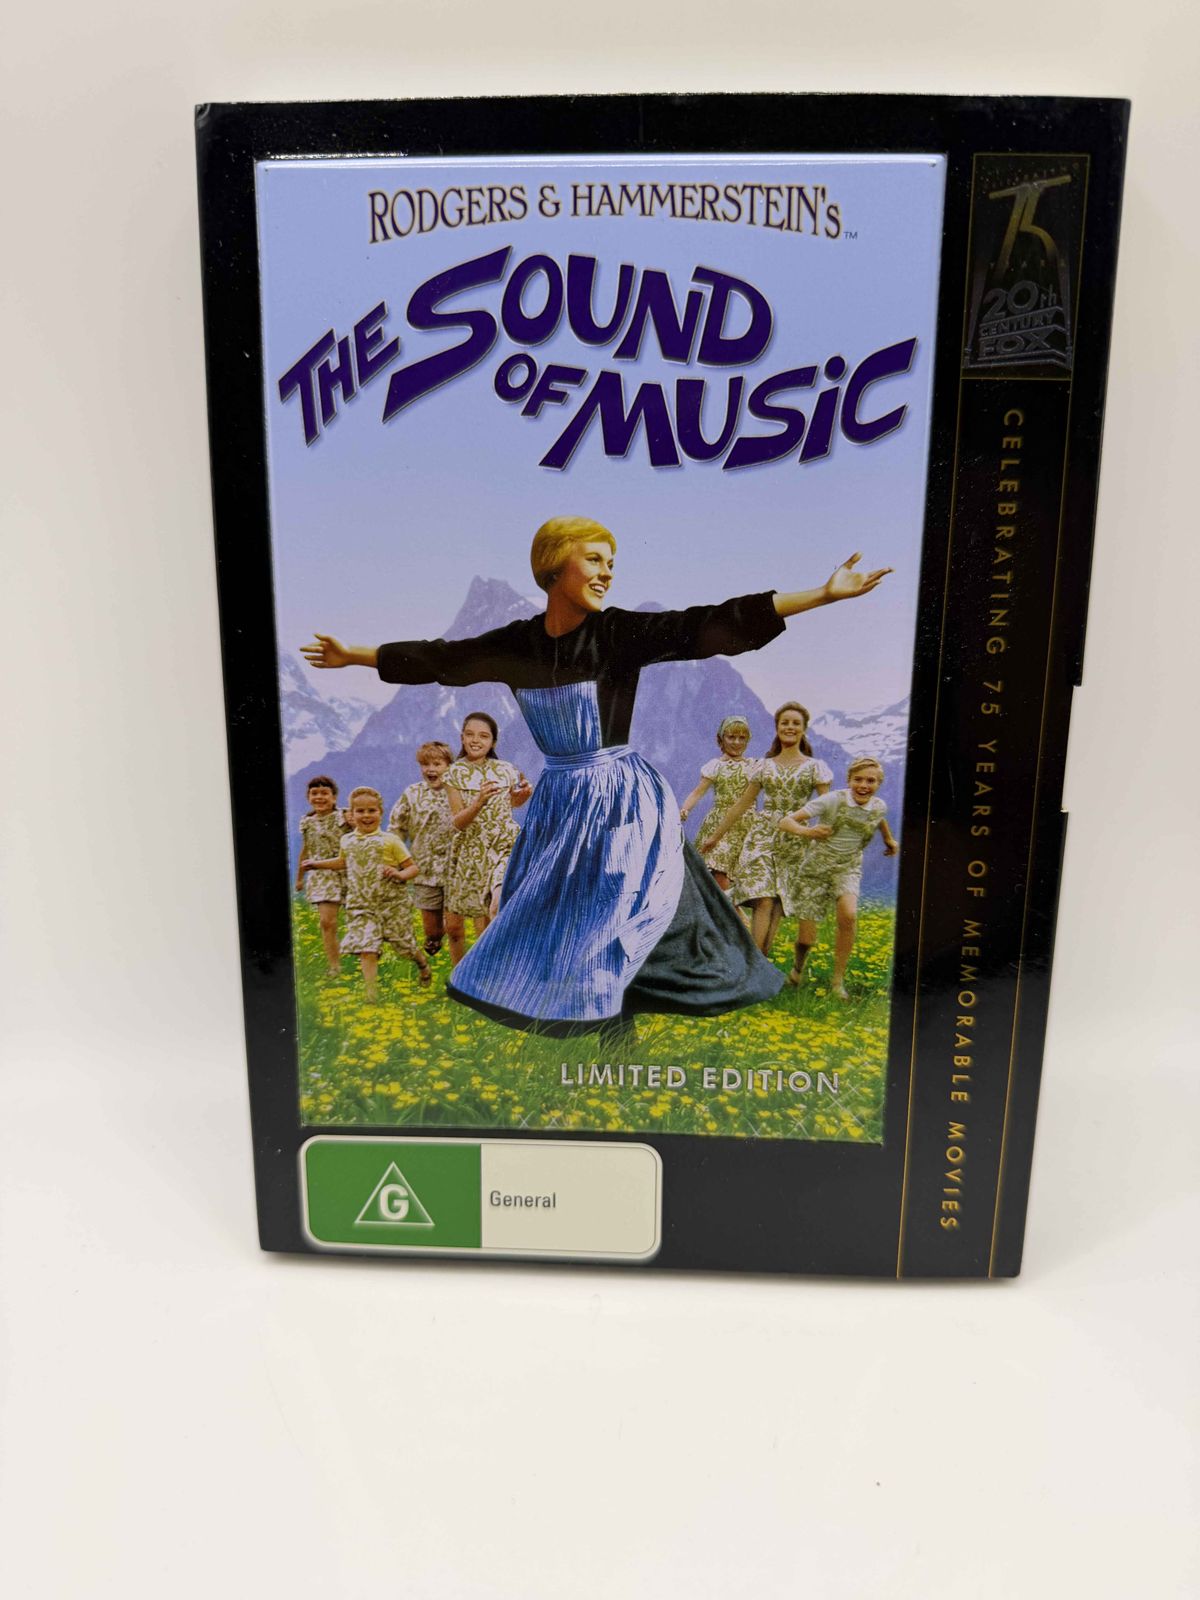 RODGERS & HAMMERSTEIN's™
THE SOUND
OF MUSiC
LIMITED EDITION
G
General
75
20th
CENTURY
FOX
CELEBRATING 75 YEARS OF MEMORABLE MOVIES